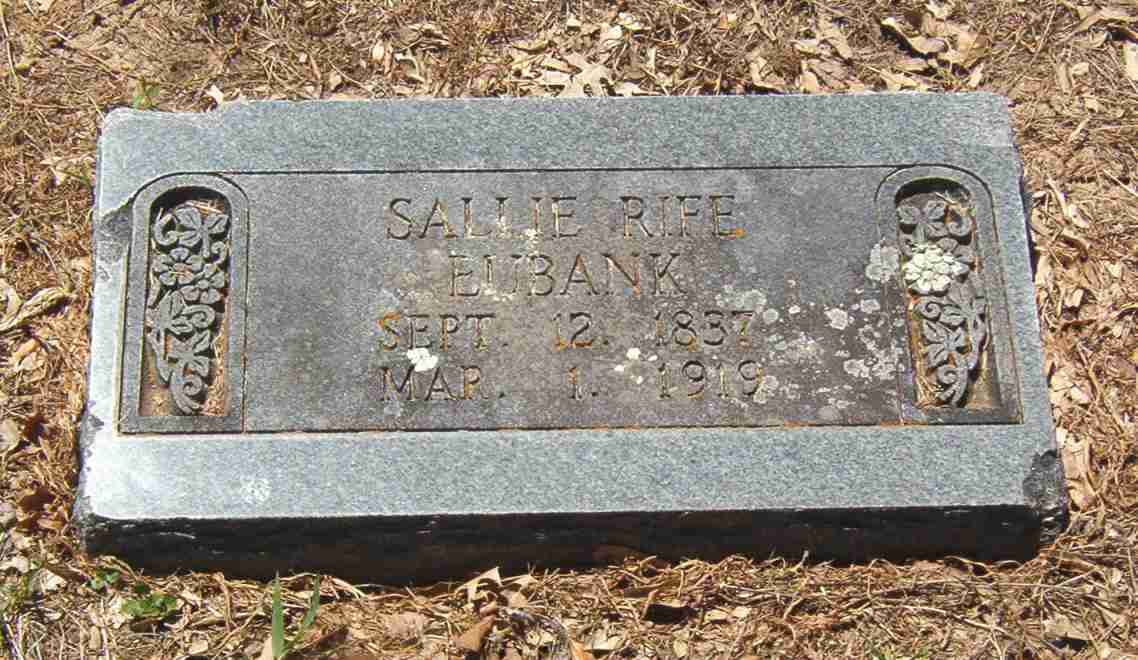 SALLIE RIFE
EUBANK
SEPT. 12. 1837
MAR. 1. 1919